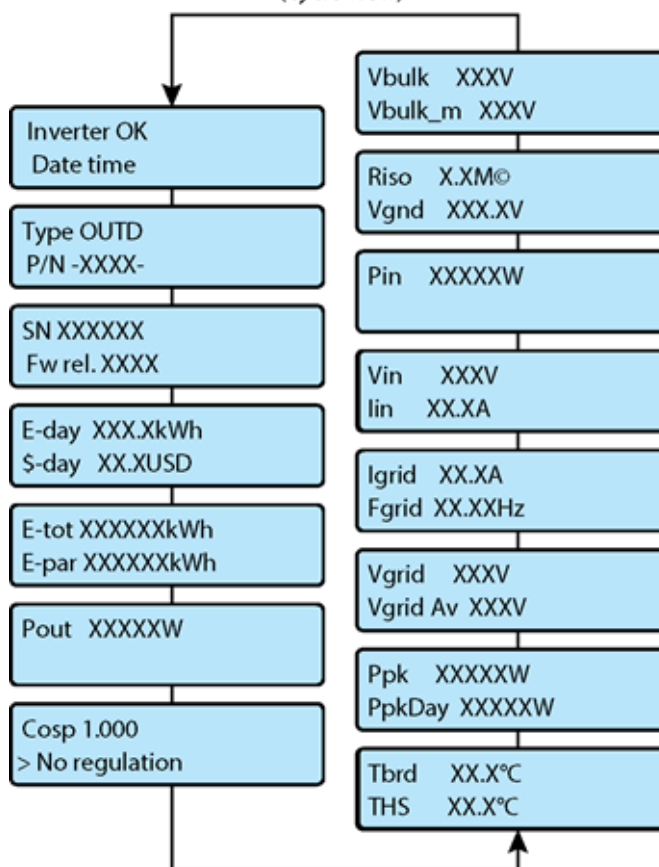 Inverter OK
Date time
Type OUTD
P/N -XXXX-
SN XXXXXX
Fw rel. XXXX
E-day XXX.XkWh
$-day XX.XUSD
E-tot XXXXXXkWh
E-par XXXXXXkWh
Pout XXXXXW
Cosp 1.000
> No regulation
Vbulk XXXV
Vbulk_m XXXV
Riso X.XM©
Vgnd XXX.XV
Pin XXXXXW
Vin XXXV
Iin XX.XA
Igrid XX.XA
Fgrid XX.XXHz
Vgrid XXXV
Vgrid Av XXXV
Ppk XXXXXW
PpkDay XXXXXW
Tbrd XX.X°C
THS XX.X°C